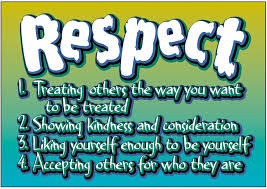 Respect
1. Treating others the way you want
to be treated
2. Showing kindness and consideration
3. Liking yourself enough to be yourself
4. Accepting others for who they are